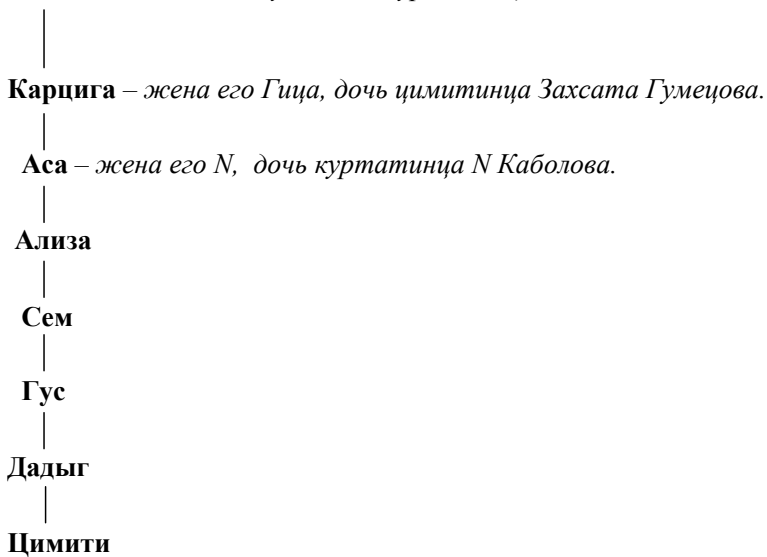 Карцига – жена его Гица, дочь цимитинца Захсата Гумецова.
Аса – жена его N, дочь куртатинца N Каболова.
Ализа
Сем
Гус
Дадыг
Цимити